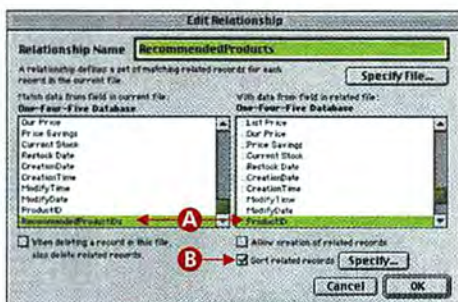 Edit Relationship
Relationship Name RecommendedProducts
A relationship defines a set of matching related records for each
record in the current file.
Specify File...
Match data from field in current file:
One-Four-Five Database
Our Price
Price Savings
Current Stock
Restock Date
CreationDate
CreationTime
ModifyTime
ModifyDate
ProductID
RecommendedProductIDs
With data from field in related file:
One-Four-Five Database
::List Price
::Our Price
::Price Savings
::Current Stock
::Restock Date
::CreationDate
::CreationTime
::ModifyTime
::ModifyDate
::ProductID
A
When deleting a record in this file,
also delete related records.
Allow creation of related records
B
Sort related records
Specify...
Cancel
OK